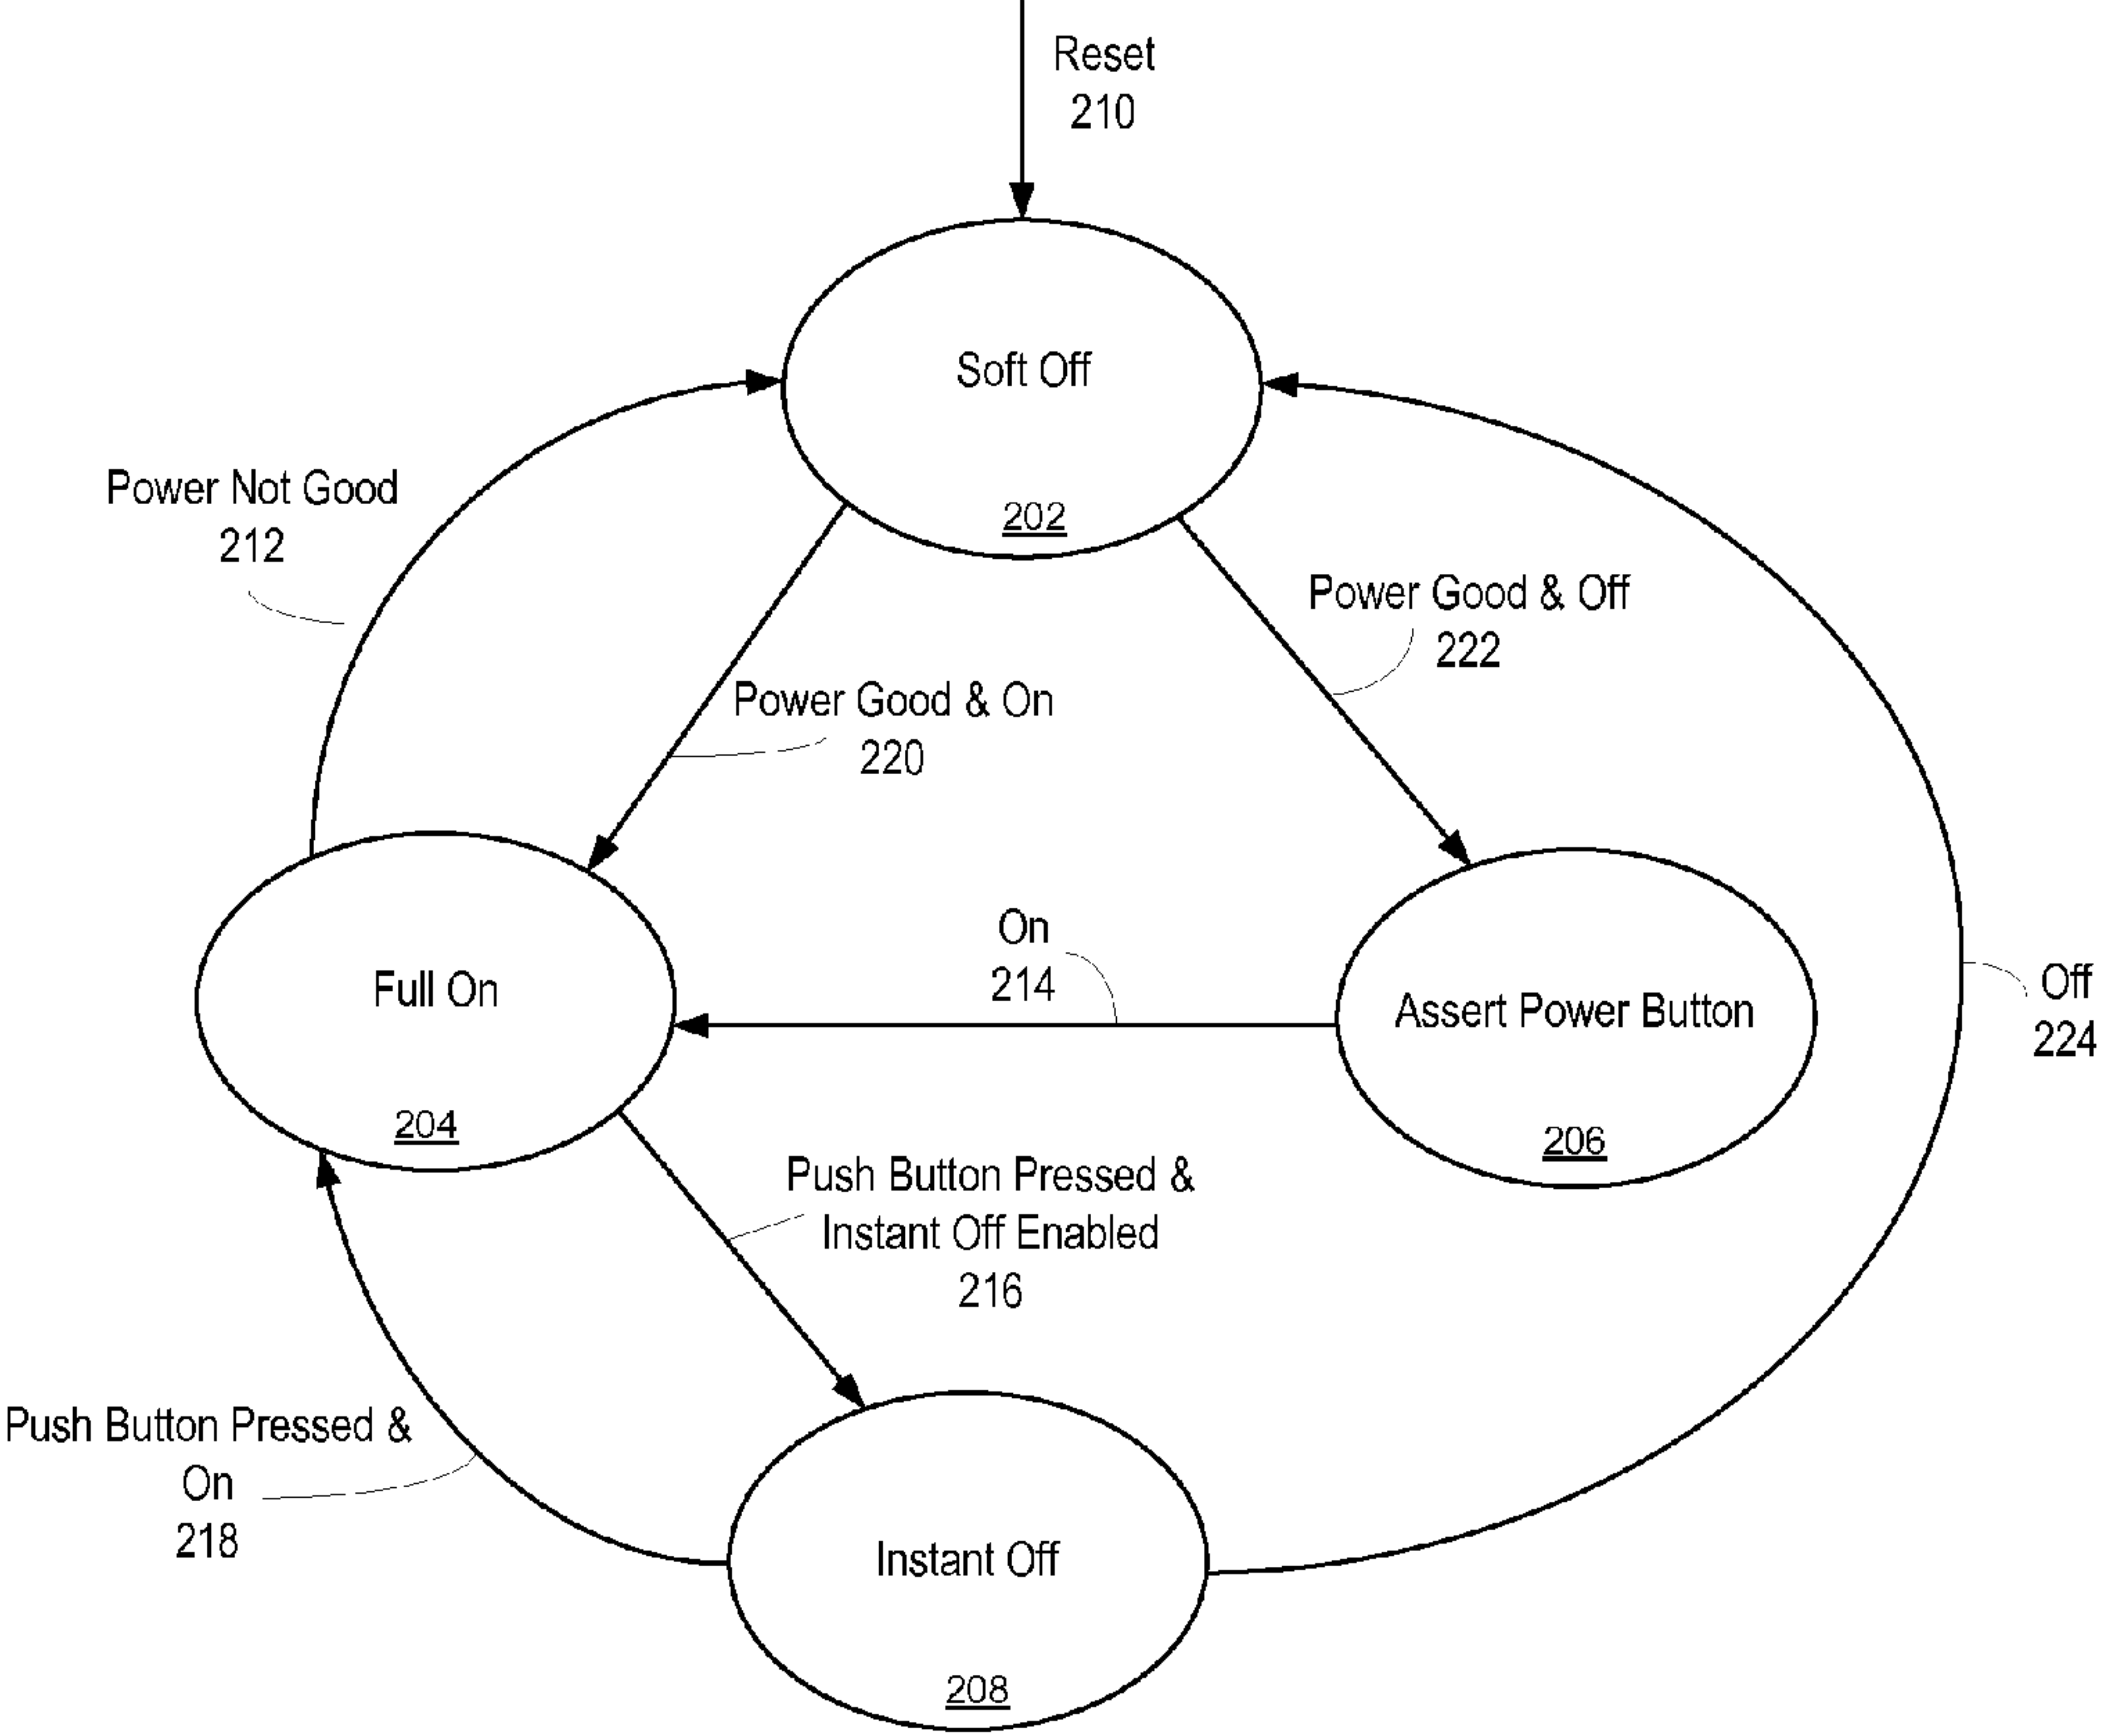 Reset
210
Soft Off
202
Power Not Good
212
Power Good & Off
222
Power Good & On
220
On
214
Full On
204
Assert Power Button
206
Off
224
Push Button Pressed &
Instant Off Enabled
216
Push Button Pressed &
On
218
Instant Off
208